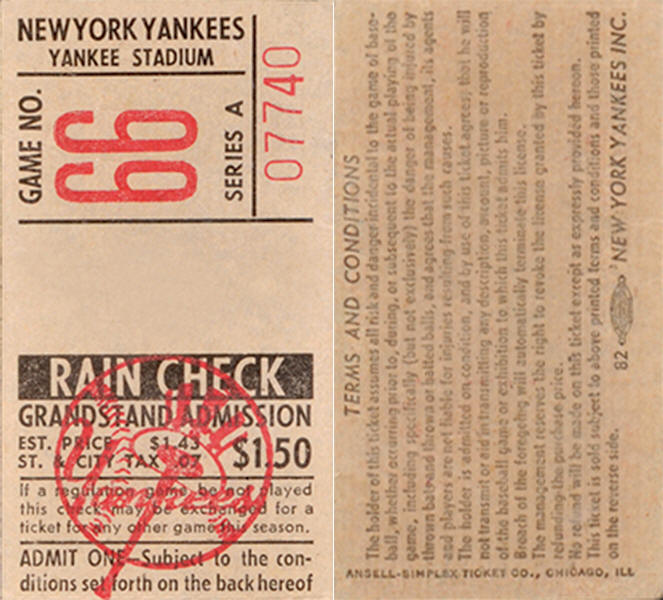 NEW YORK YANKEES
YANKEE STADIUM
GAME NO.
66
SERIES A
07740
RAIN CHECK
GRANDSTAND ADMISSION
EST. PRICE $1.43
ST. & CITY TAX .07
$1.50
If a regulation game be not played
this check may be exchanged for a
ticket for any other game this season.
ADMIT ONE—Subject to the con-
ditions set forth on the back hereof
TERMS AND CONDITIONS
The holder of this ticket assumes all risk and danger incidental to the game of base-
ball, whether occurring prior to, during, or subsequent to the actual playing of the
game, including specifically (but not exclusively) the danger of being injured by
thrown bats and thrown or batted balls, and agrees that the management, its agents
and players are not liable for injuries resulting from such causes.
The holder is admitted on condition, and by use of this ticket agrees, that he will
not transmit or aid in transmitting any description, account, picture or reproduction
of the baseball game or exhibition to which this ticket admits him.
Breach of the foregoing will automatically terminate this license.
The management reserves the right to revoke the license granted by this ticket by
refunding the purchase price.
No refund will be made on this ticket except as expressly provided hereon.
This ticket is sold subject to above printed terms and conditions and those printed
on the reverse side.
82 NEW YORK YANKEES INC.
ANSELL-SIMPLEX TICKET CO., CHICAGO, ILL